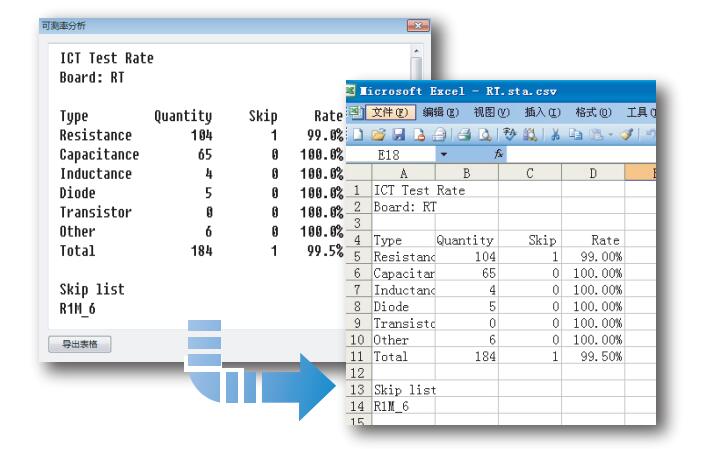 可测率分析
ICT Test Rate
Board: RT
Type Quantity Skip Rate
Resistance 104 1 99.0%
Capacitance 65 0 100.0%
Inductance 4 0 100.0%
Diode 5 0 100.0%
Transistor 0 0 100.0%
Other 6 0 100.0%
Total 184 1 99.5%
Skip list
R1M_6
导出表格
Microsoft Excel - RT.sta.csv
文件(F) 编辑(E) 视图(V) 插入(I) 格式(O) 工具(
E18 fx
A B C D
1 ICT Test Rate
2 Board: RT
3
4 Type Quantity Skip Rate
5 Resistanc 104 1 99.00%
6 Capacitan 65 0 100.00%
7 Inductanc 4 0 100.00%
8 Diode 5 0 100.00%
9 Transisto 0 0 100.00%
10 Other 6 0 100.00%
11 Total 184 1 99.50%
12
13 Skip list
14 R1M_6
15